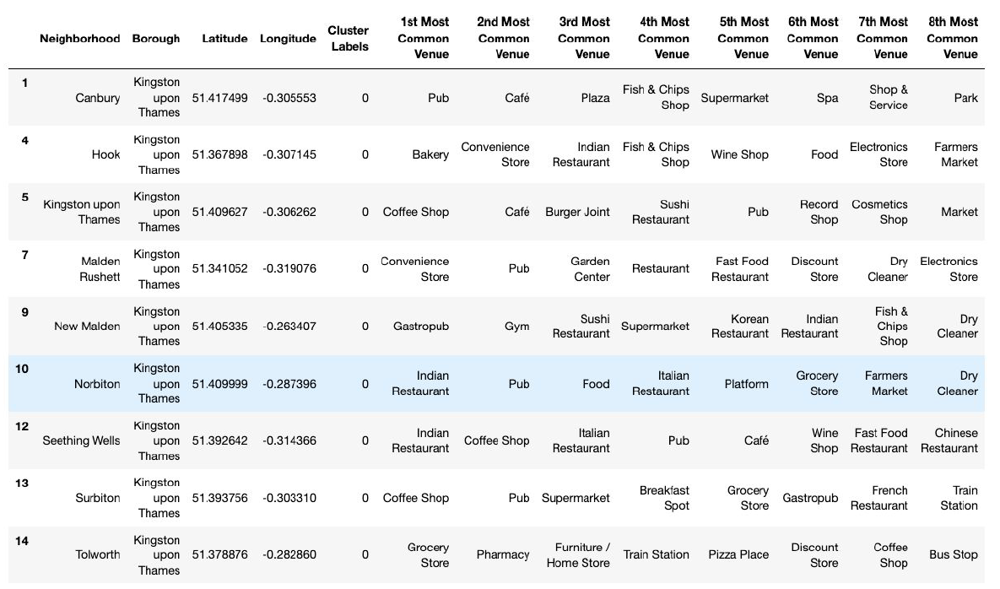 Neighborhood Borough Latitude Longitude Cluster Labels 1st Most Common Venue 2nd Most Common Venue 3rd Most Common Venue 4th Most Common Venue 5th Most Common Venue 6th Most Common Venue 7th Most Common Venue 8th Most Common Venue
1 Canbury Kingston upon Thames 51.417499 -0.305553 0 Pub Café Plaza Fish & Chips Shop Supermarket Spa Shop & Service Park
4 Hook Kingston upon Thames 51.367898 -0.307145 0 Bakery Convenience Store Indian Restaurant Fish & Chips Shop Wine Shop Food Electronics Store Farmers Market
5 Kingston upon Thames Kingston upon Thames 51.409627 -0.306262 0 Coffee Shop Café Burger Joint Sushi Restaurant Pub Record Shop Cosmetics Shop Market
7 Malden Rushett Kingston upon Thames 51.341052 -0.319076 0 Convenience Store Pub Garden Center Restaurant Fast Food Restaurant Discount Store Dry Cleaner Electronics Store
9 New Malden Kingston upon Thames 51.405335 -0.263407 0 Gastropub Gym Sushi Restaurant Supermarket Korean Restaurant Indian Restaurant Fish & Chips Shop Dry Cleaner
10 Norbiton Kingston upon Thames 51.409999 -0.287396 0 Indian Restaurant Pub Food Italian Restaurant Platform Grocery Store Farmers Market Dry Cleaner
12 Seething Wells Kingston upon Thames 51.392642 -0.314366 0 Indian Restaurant Coffee Shop Italian Restaurant Pub Café Wine Shop Fast Food Restaurant Chinese Restaurant
13 Surbiton Kingston upon Thames 51.393756 -0.303310 0 Coffee Shop Pub Supermarket Breakfast Spot Grocery Store Gastropub French Restaurant Train Station
14 Tolworth Kingston upon Thames 51.378876 -0.282860 0 Grocery Store Pharmacy Furniture / Home Store Train Station Pizza Place Discount Store Coffee Shop Bus Stop